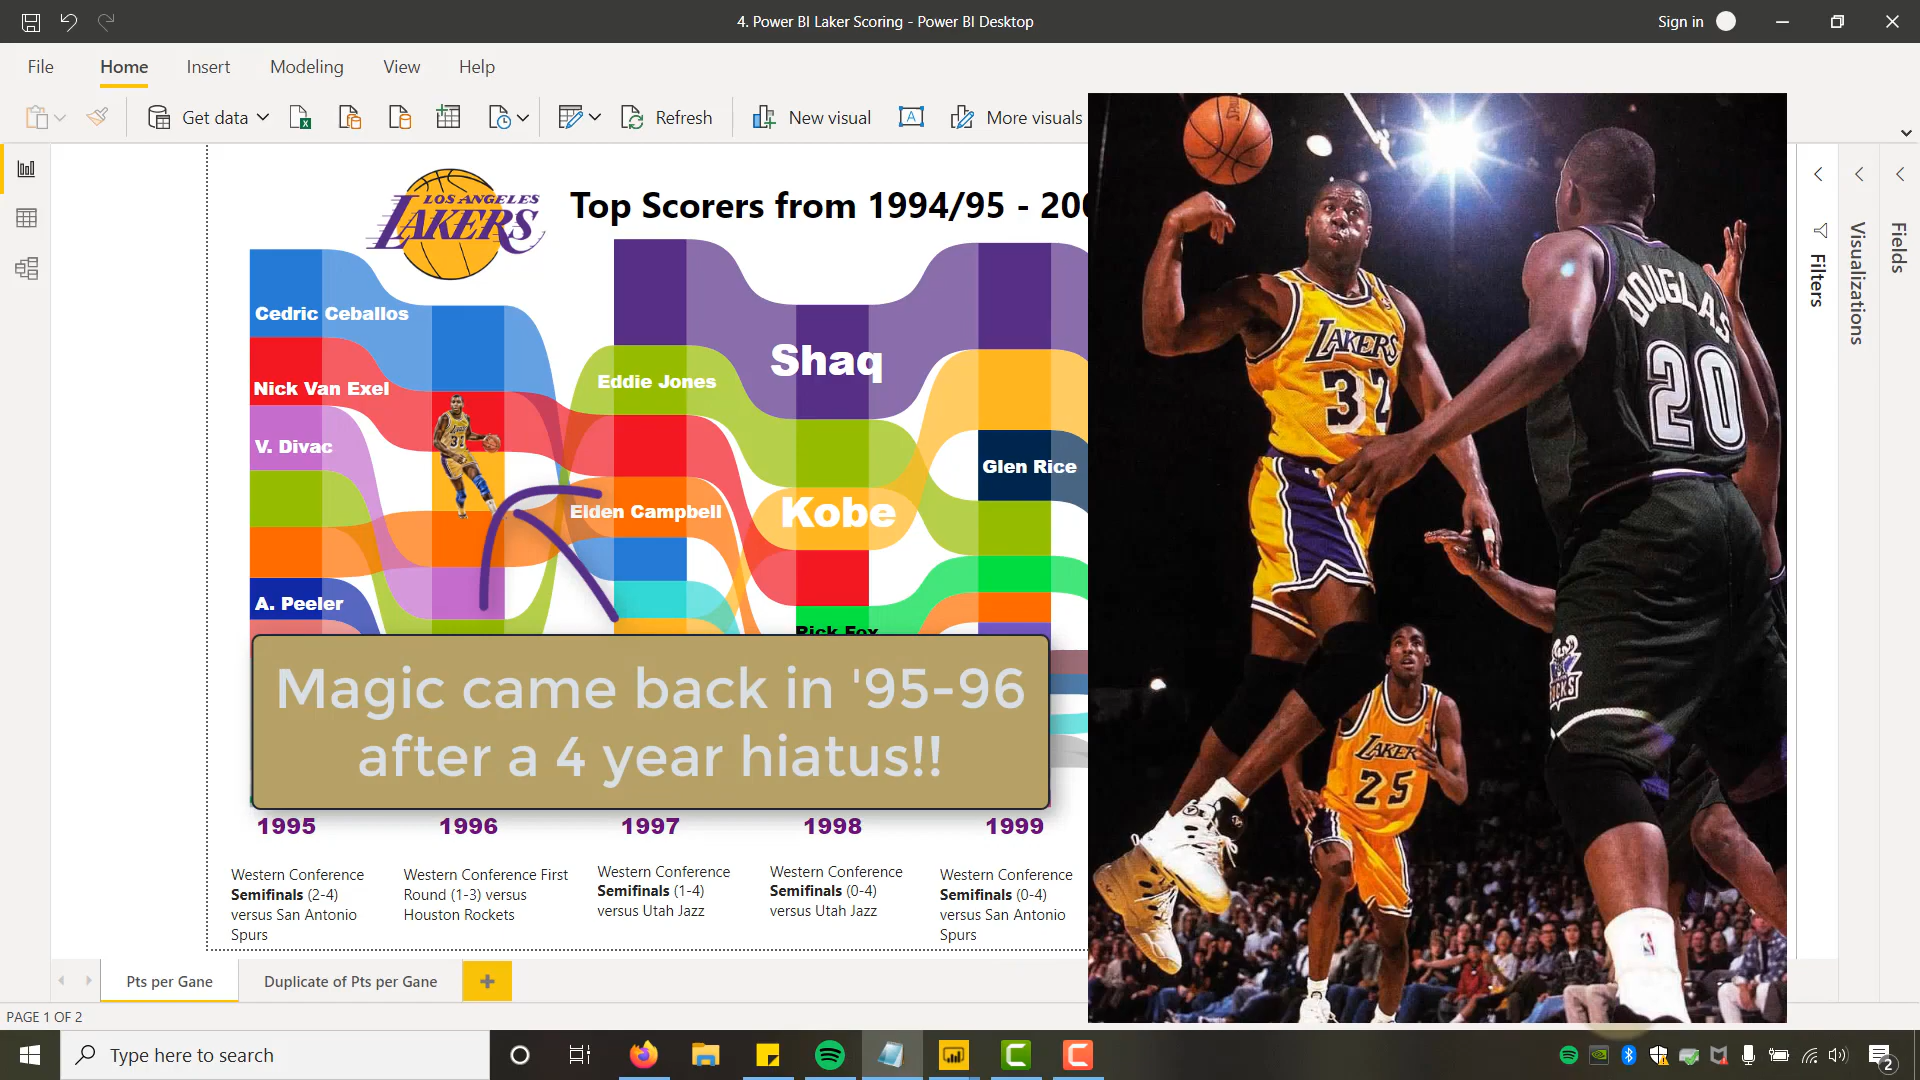 4. Power BI Laker Scoring - Power BI Desktop
Sign in
File
Home
Insert
Modeling
View
Help
Get data
Refresh
New visual
A
More visuals
LOS ANGELES
LAKERS
Top Scorers from 1994/95 - 200
Cedric Ceballos
Nick Van Exel
V. Divac
A. Peeler
Eddie Jones
Elden Campbell
Shaq
Kobe
Rick Fox
Glen Rice
Magic came back in '95-96
after a 4 year hiatus!!
1995
1996
1997
1998
1999
Western Conference
Semifinals (2-4)
versus San Antonio
Spurs
Western Conference First
Round (1-3) versus
Houston Rockets
Western Conference
Semifinals (1-4)
versus Utah Jazz
Western Conference
Semifinals (0-4)
versus Utah Jazz
Western Conference
Semifinals (0-4)
versus San Antonio
Spurs
LAKERS
32
DOUGLAS
20
LAKER
25
Filters
Visualizations
Fields
Pts per Gane
Duplicate of Pts per Gane
PAGE 1 OF 2
Type here to search
2